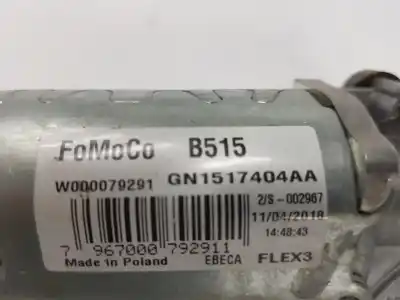 FoMoCo B515
W000079291 GN1517404AA
2/S-002967
11/04/2018
14:48:43
7 967000 792911
Made in Poland EBECA FLEX3